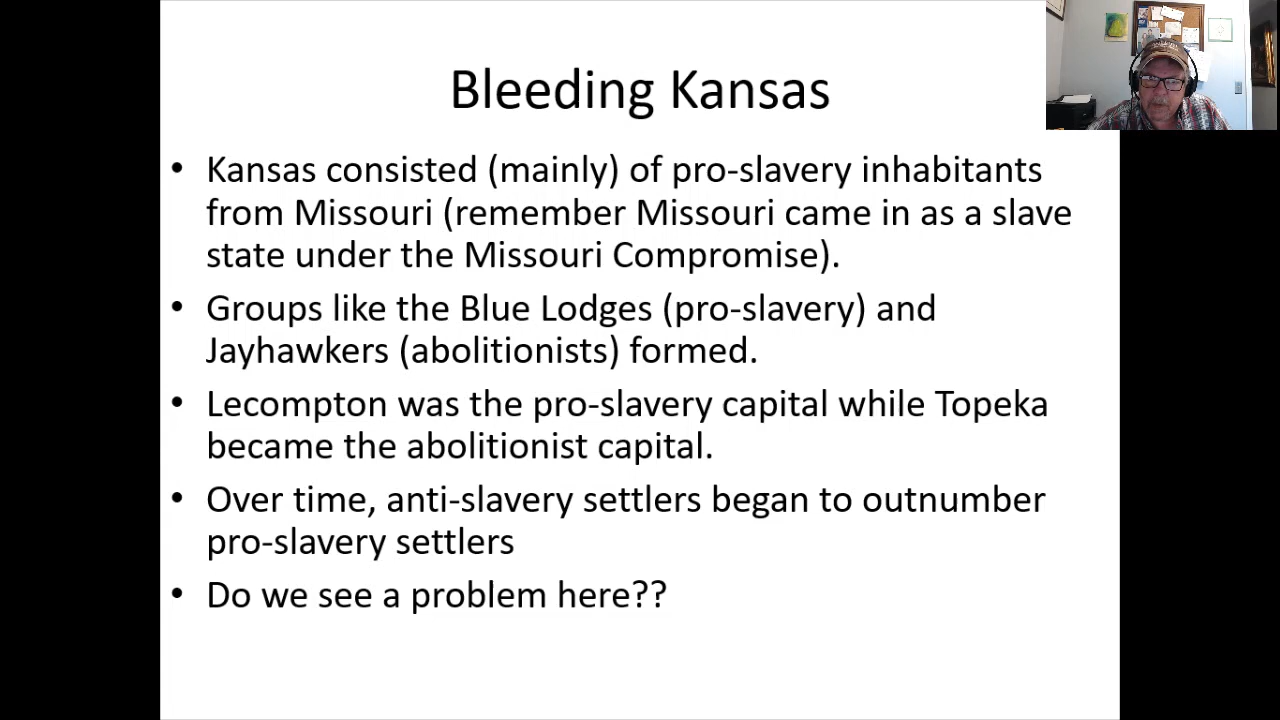 Bleeding Kansas
• Kansas consisted (mainly) of pro-slavery inhabitants
from Missouri (remember Missouri came in as a slave
state under the Missouri Compromise).
• Groups like the Blue Lodges (pro-slavery) and
Jayhawkers (abolitionists) formed.
• Lecompton was the pro-slavery capital while Topeka
became the abolitionist capital.
• Over time, anti-slavery settlers began to outnumber
pro-slavery settlers
• Do we see a problem here??